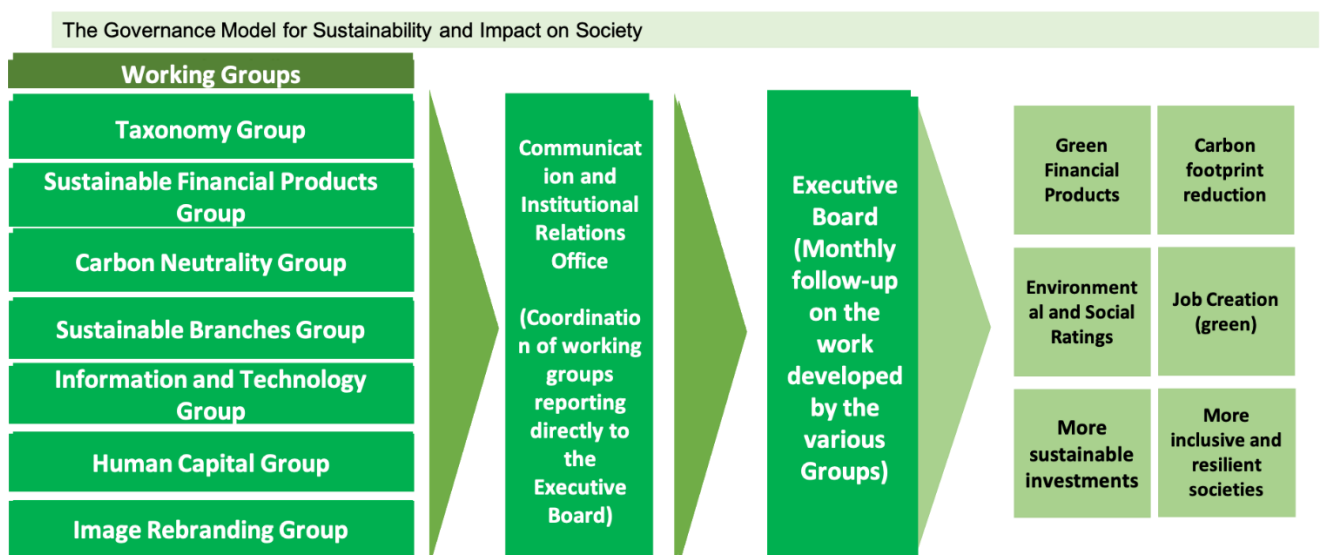 The Governance Model for Sustainability and Impact on Society
Working Groups
Taxonomy Group
Sustainable Financial Products
Group
Carbon Neutrality Group
Sustainable Branches Group
Information and Technology
Group
Human Capital Group
Image Rebranding Group
Communicat
ion and
Institutional
Relations
Office
(Coordinatio
n of working
groups
reporting
directly to
the
Executive
Board)
Executive
Board
(Monthly
follow-up
on the
work
developed
by the
various
Groups)
Green
Financial
Products
Carbon
footprint
reduction
Environment
al and Social
Ratings
Job Creation
(green)
More
sustainable
investments
More
inclusive and
resilient
societies